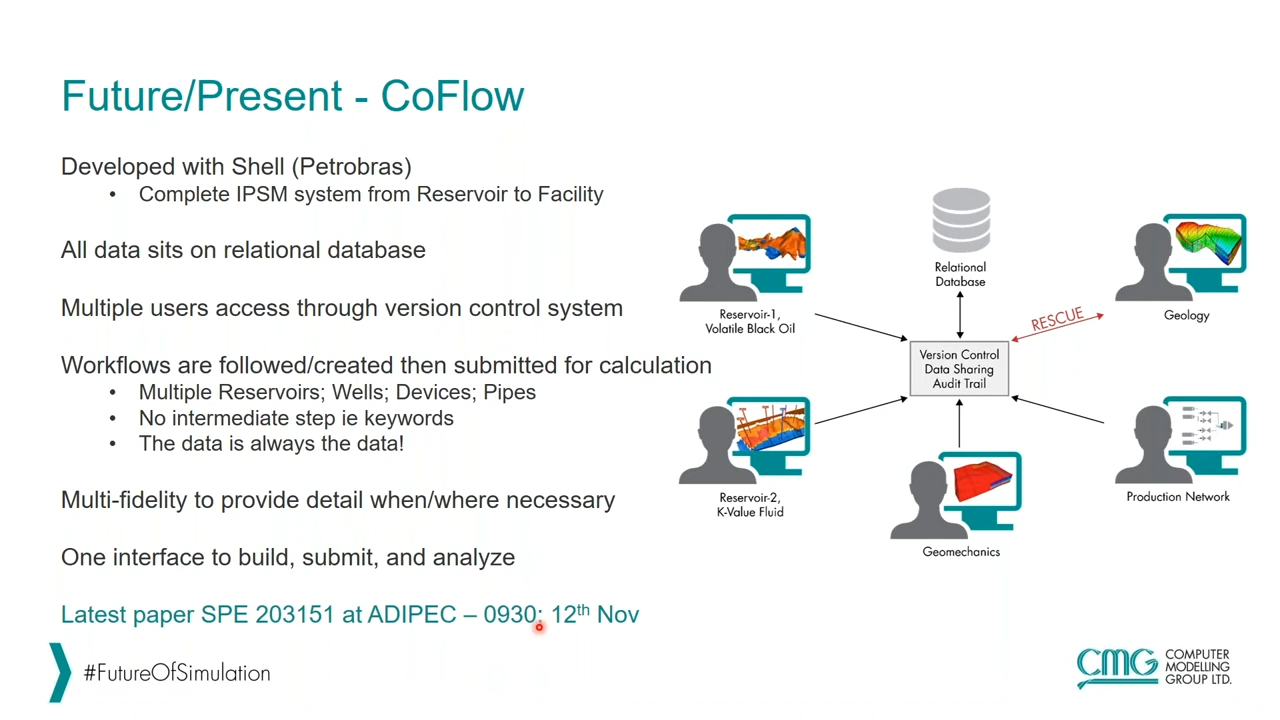 Future/Present - CoFlow
Developed with Shell (Petrobras)
• Complete IPSM system from Reservoir to Facility
All data sits on relational database
Multiple users access through version control system
Workflows are followed/created then submitted for calculation
• Multiple Reservoirs; Wells; Devices; Pipes
• No intermediate step ie keywords
• The data is always the data!
Multi-fidelity to provide detail when/where necessary
One interface to build, submit, and analyze
Latest paper SPE 203151 at ADIPEC – 0930: 12th Nov
#FutureOfSimulation
Reservoir-1,
Volatile Black Oil
Relational
Database
RESCUE
Geology
Version Control
Data Sharing
Audit Trail
Reservoir-2,
K-Value Fluid
Geomechanics
Production Network
CMG
COMPUTER
MODELLING
GROUP LTD.